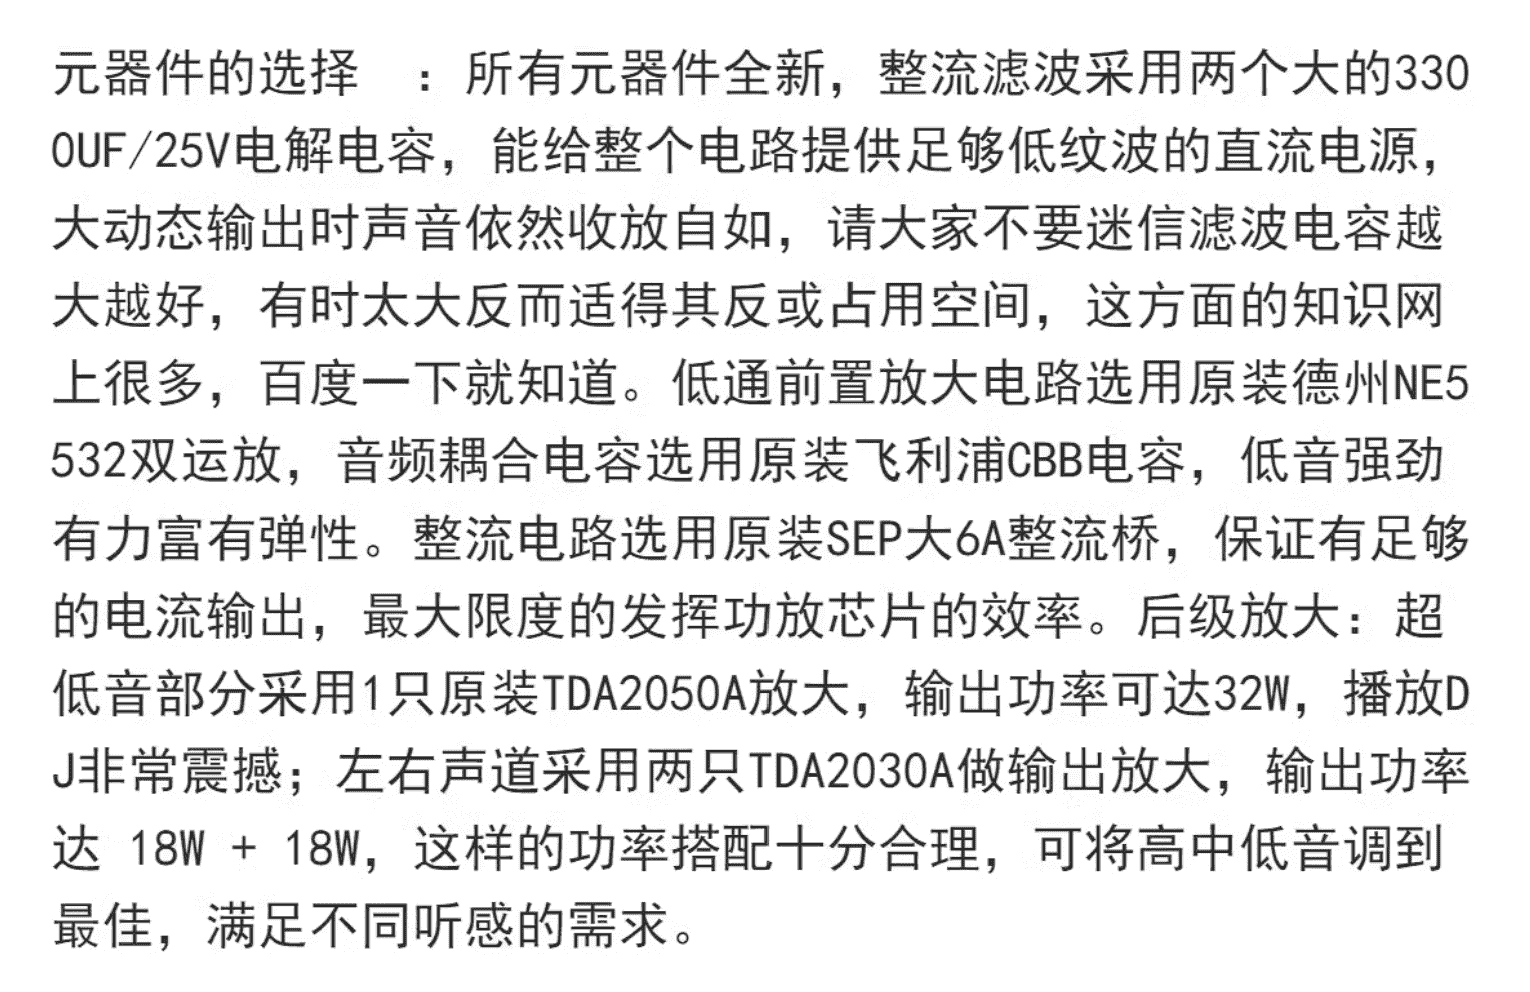 元器件的选择　：所有元器件全新，整流滤波采用两个大的330
0UF/25V电解电容，能给整个电路提供足够低纹波的直流电源，
大动态输出时声音依然收放自如，请大家不要迷信滤波电容越
大越好，有时太大反而适得其反或占用空间，这方面的知识网
上很多，百度一下就知道。低通前置放大电路选用原装德州NE5
532双运放，音频耦合电容选用原装飞利浦CBB电容，低音强劲
有力富有弹性。整流电路选用原装SEP大6A整流桥，保证有足够
的电流输出，最大限度的发挥功放芯片的效率。后级放大：超
低音部分采用1只原装TDA2050A放大，输出功率可达32W，播放D
J非常震撼；左右声道采用两只TDA2030A做输出放大，输出功率
达 18W + 18W，这样的功率搭配十分合理，可将高中低音调到
最佳，满足不同听感的需求。